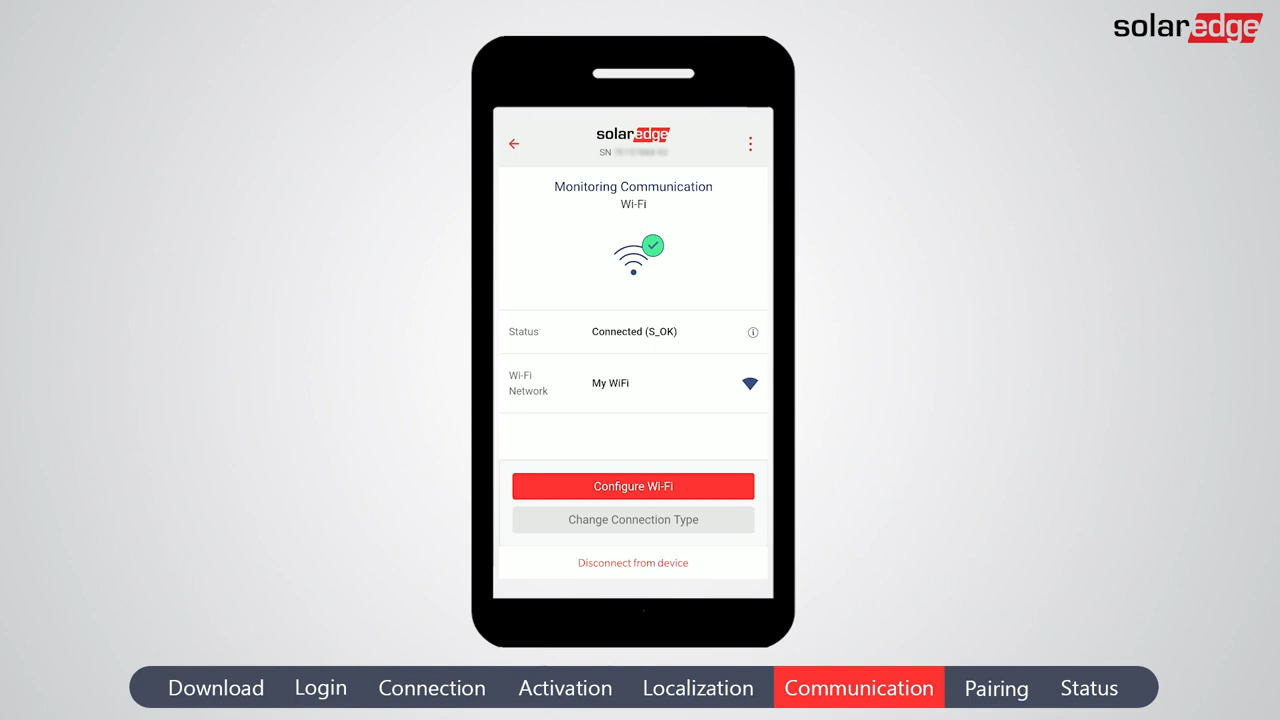 solaredge
solaredge
SN
Monitoring Communication
Wi-Fi
Status Connected (S_OK)
Wi-Fi
Network My WiFi
Configure Wi-Fi
Change Connection Type
Disconnect from device
Download Login Connection Activation Localization Communication Pairing Status